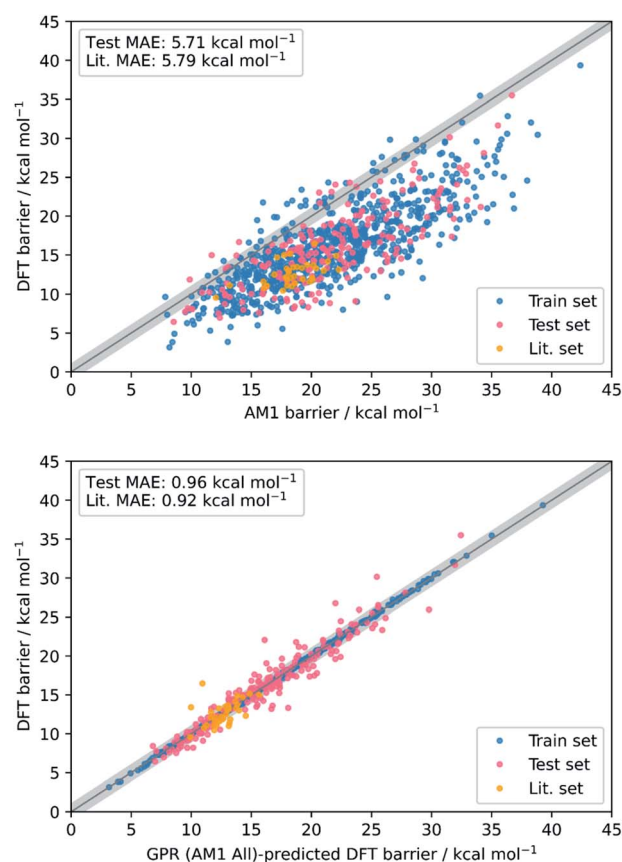 45
40
35
30
25
20
15
10
5
0
DFT barrier / kcal mol⁻¹
Test MAE: 5.71 kcal mol⁻¹
Lit. MAE: 5.79 kcal mol⁻¹
Train set
Test set
Lit. set
0 5 10 15 20 25 30 35 40 45
AM1 barrier / kcal mol⁻¹
45
40
35
30
25
20
15
10
5
0
DFT barrier / kcal mol⁻¹
Test MAE: 0.96 kcal mol⁻¹
Lit. MAE: 0.92 kcal mol⁻¹
Train set
Test set
Lit. set
0 5 10 15 20 25 30 35 40 45
GPR (AM1 All)-predicted DFT barrier / kcal mol⁻¹